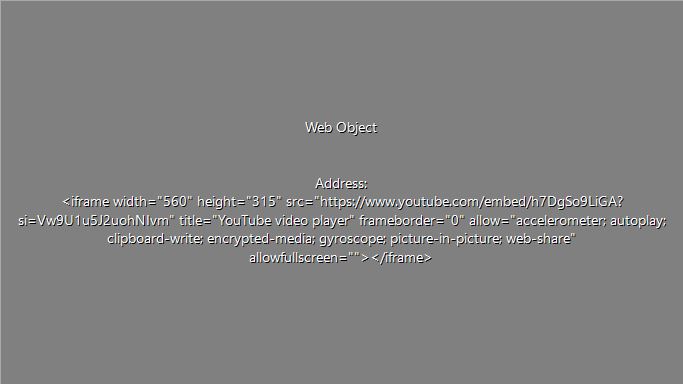 Web Object
Address:
<iframe width="560" height="315" src="https://www.youtube.com/embed/h7DgSo9LiGA?
si=Vw9U1u5J2uohNIvm" title="YouTube video player" frameborder="0" allow="accelerometer; autoplay;
clipboard-write; encrypted-media; gyroscope; picture-in-picture; web-share"
allowfullscreen=""></iframe>